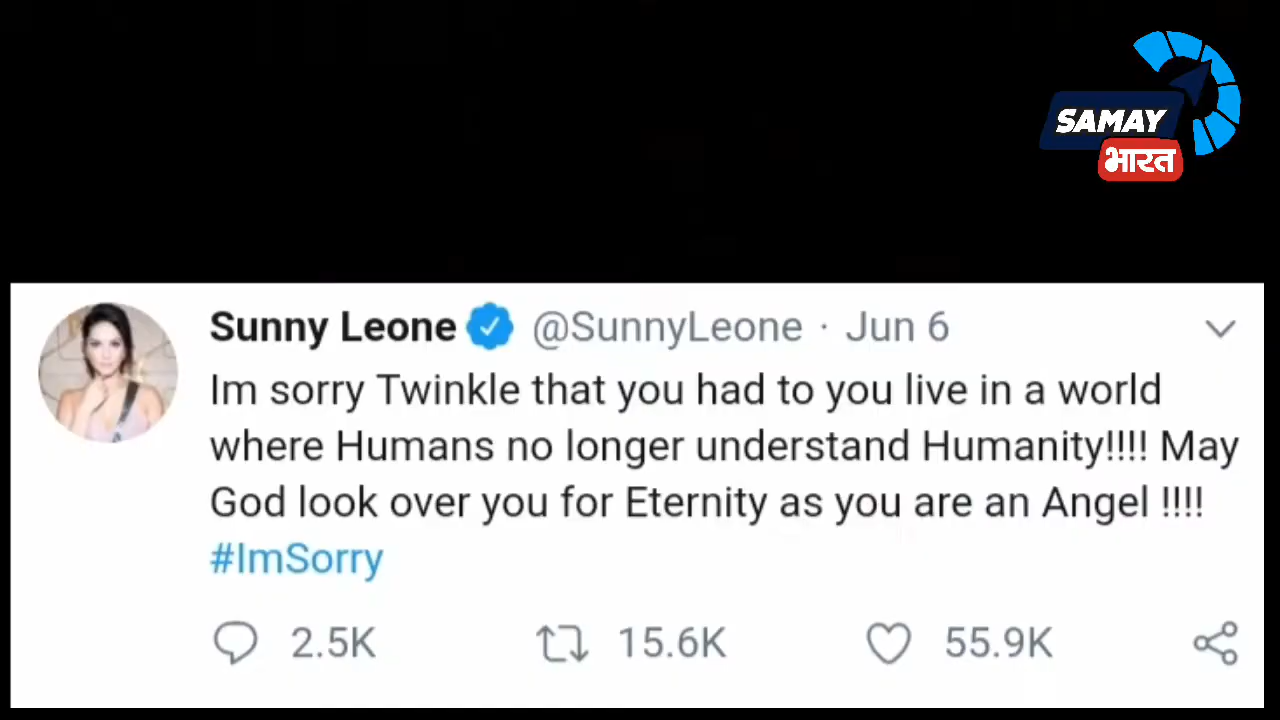 SAMAY
भारत
Sunny Leone @SunnyLeone · Jun 6
Im sorry Twinkle that you had to you live in a world
where Humans no longer understand Humanity!!!! May
God look over you for Eternity as you are an Angel !!!!
#ImSorry
2.5K 15.6K 55.9K